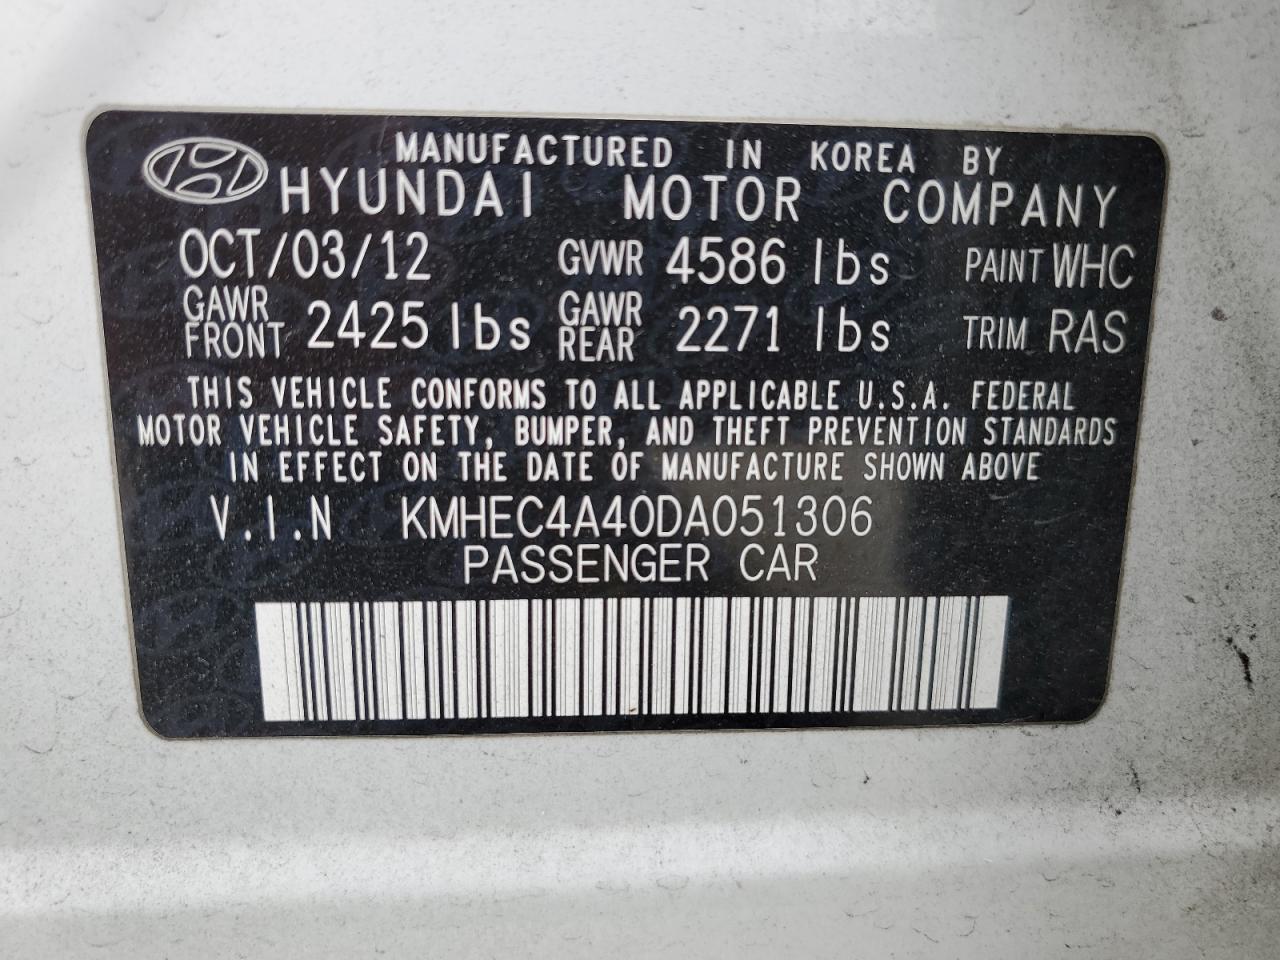 MANUFACTURED IN KOREA BY
HYUNDAI MOTOR COMPANY
OCT/03/12 GVWR 4586 lbs PAINT WHC
GAWR FRONT 2425 lbs GAWR REAR 2271 lbs TRIM RAS
THIS VEHICLE CONFORMS TO ALL APPLICABLE U.S.A. FEDERAL
MOTOR VEHICLE SAFETY, BUMPER, AND THEFT PREVENTION STANDARDS
IN EFFECT ON THE DATE OF MANUFACTURE SHOWN ABOVE
V.I.N KMHEC4A40DA051306
PASSENGER CAR